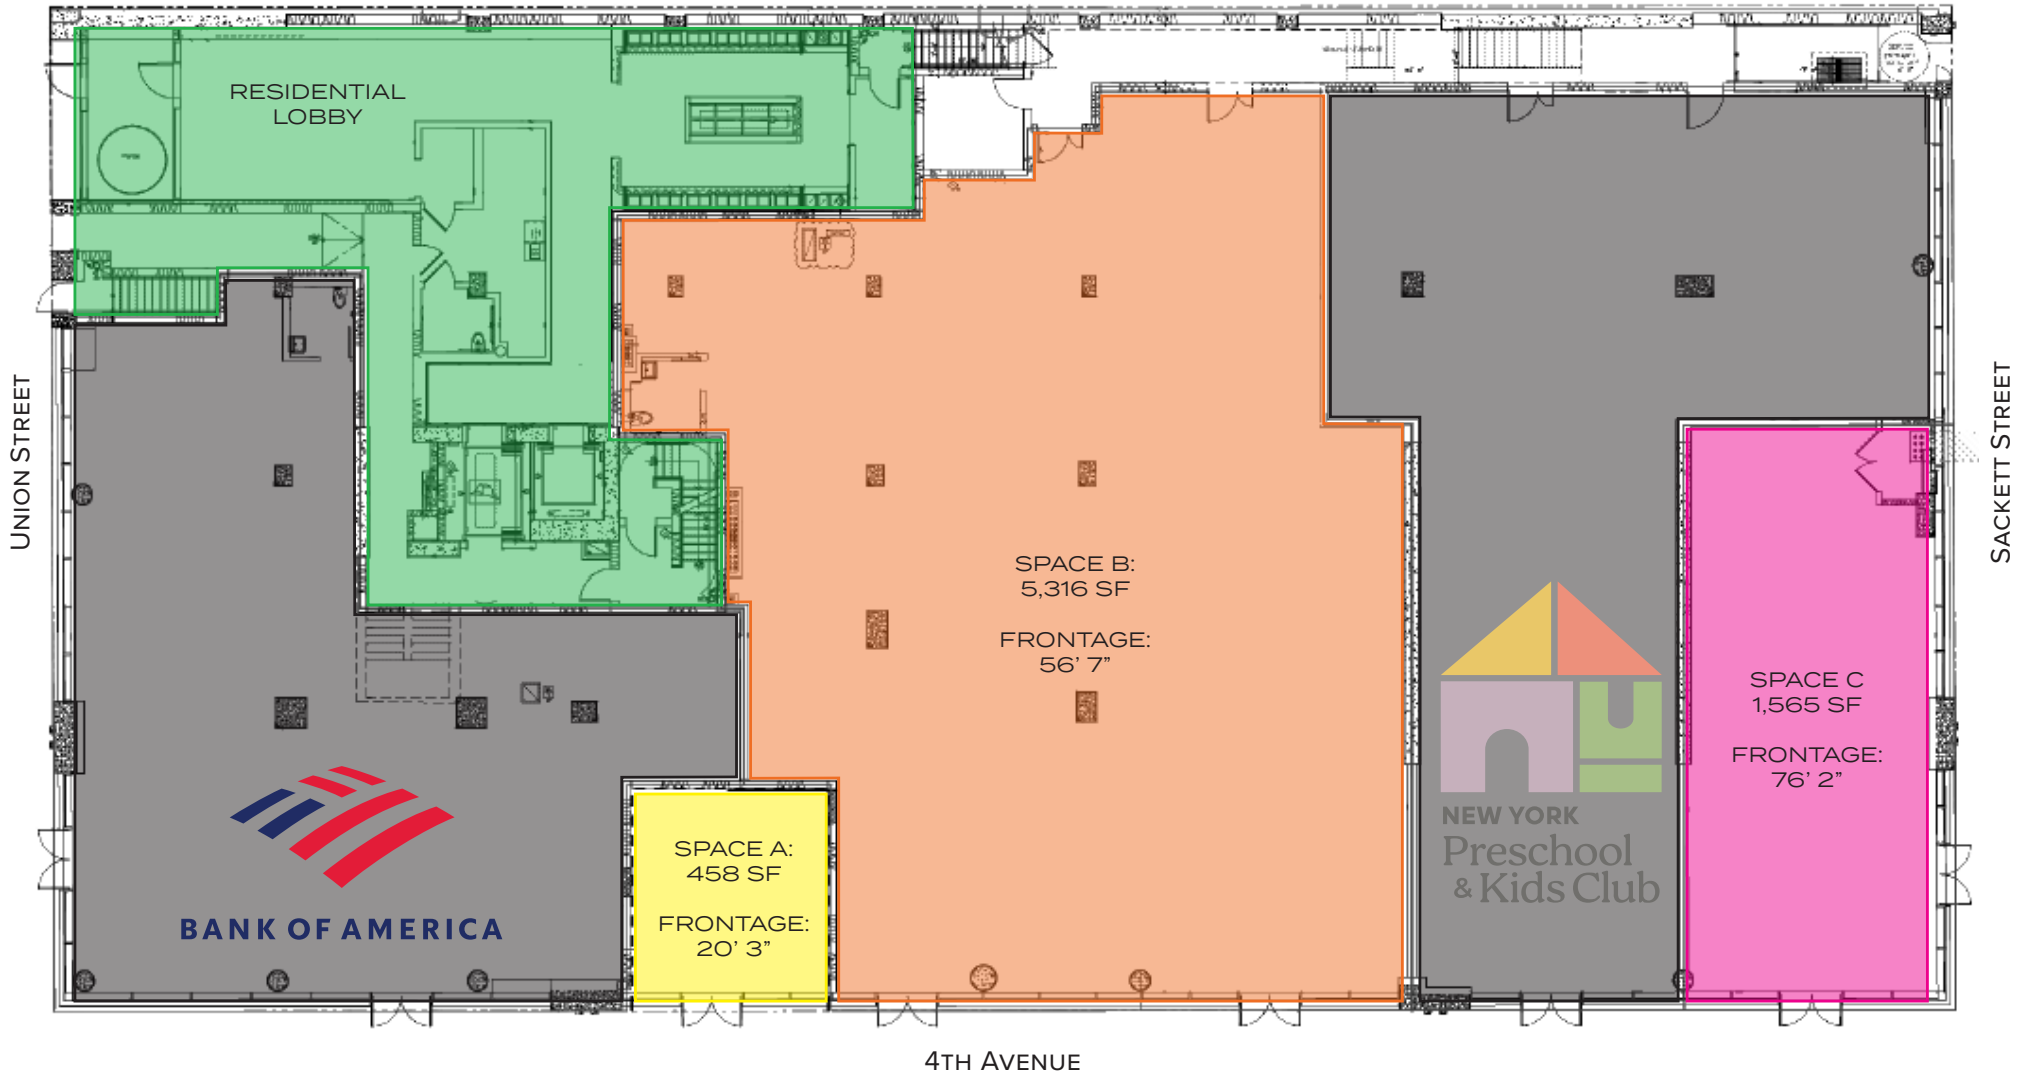 RESIDENTIAL
LOBBY
UNION STREET
SACKETT STREET
SPACE B:
5,316 SF
FRONTAGE:
56' 7”
SPACE C
1,565 SF
FRONTAGE:
76' 2”
SPACE A:
458 SF
FRONTAGE:
20' 3”
BANK OF AMERICA
NEW YORK
Preschool
& Kids Club
4TH AVENUE